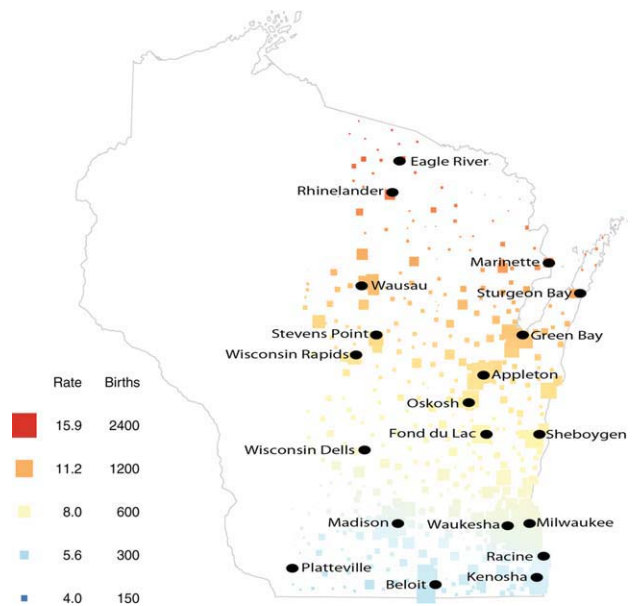 Eagle River
Rhinelander
Marinette
Wausau
Sturgeon Bay
Stevens Point
Green Bay
Wisconsin Rapids
Appleton
Rate Births
Oskosh
15.9 2400
Fond du Lac
Sheboygen
Wisconsin Dells
11.2 1200
8.0 600
Madison
Waukesha
Milwaukee
5.6 300
Racine
Platteville
Kenosha
Beloit
4.0 150